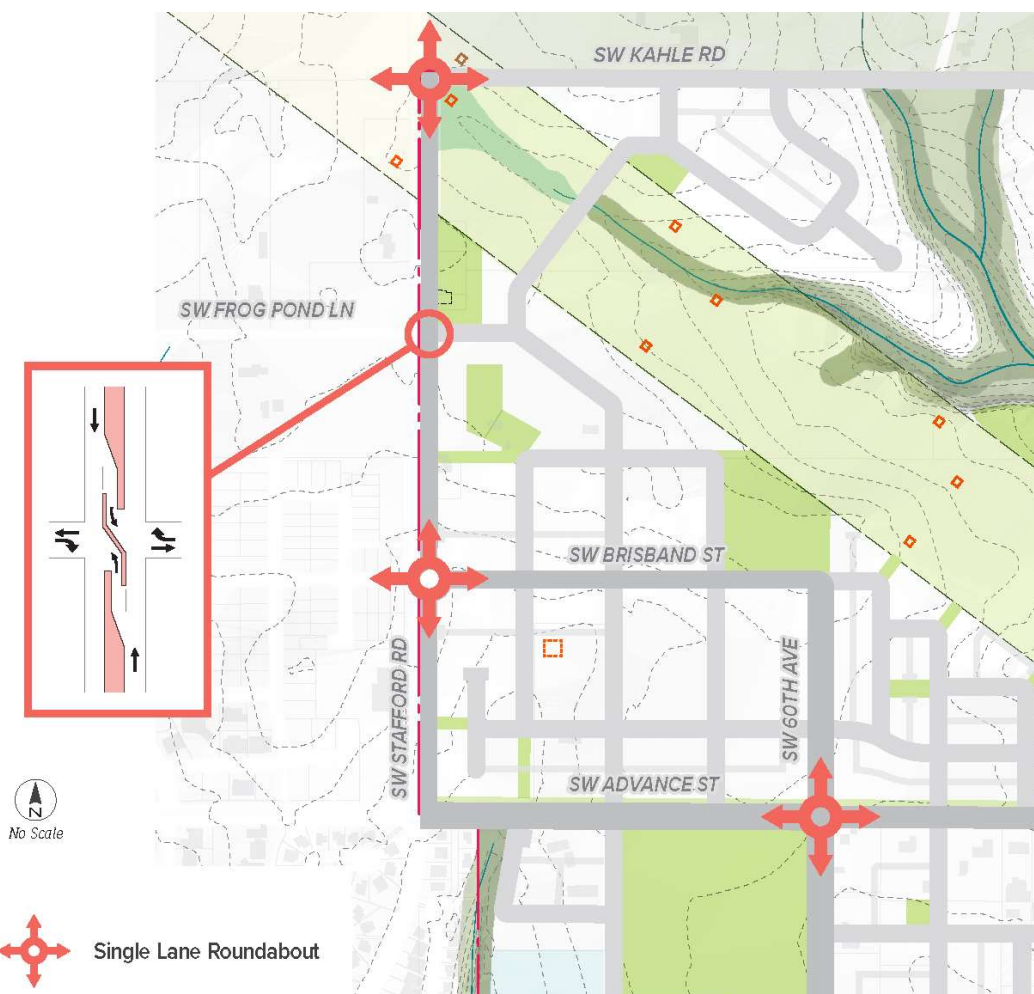 SW KAHLE RD
SW FROG POND LN
SW BRISBAND ST
SW STAFFORD RD
SW 60TH AVE
SW ADVANCE ST
N
No Scale
Single Lane Roundabout